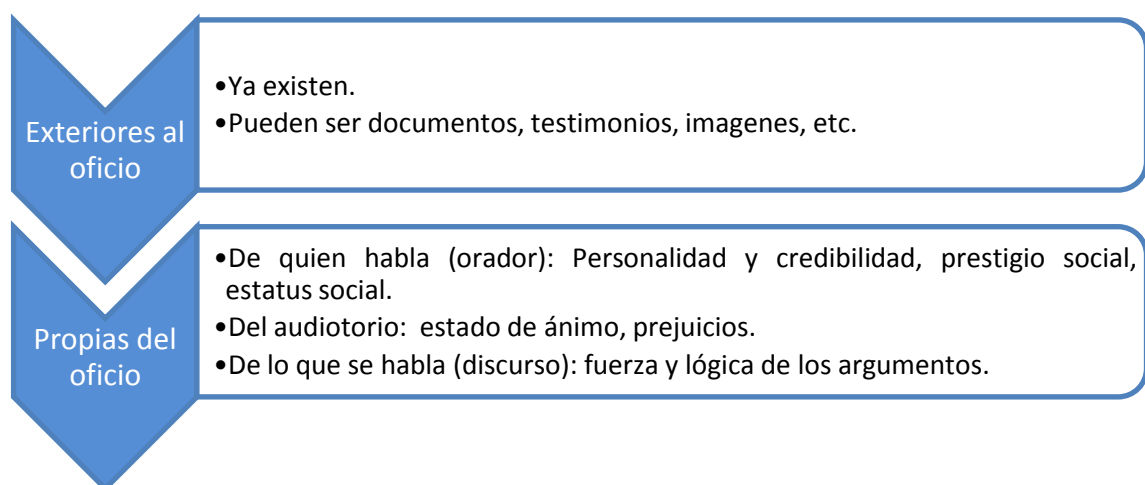 Exteriores al
oficio
•Ya existen.
•Pueden ser documentos, testimonios, imagenes, etc.
Propias del
oficio
•De quien habla (orador): Personalidad y credibilidad, prestigio social,
estatus social.
•Del audiotorio: estado de ánimo, prejuicios.
•De lo que se habla (discurso): fuerza y lógica de los argumentos.